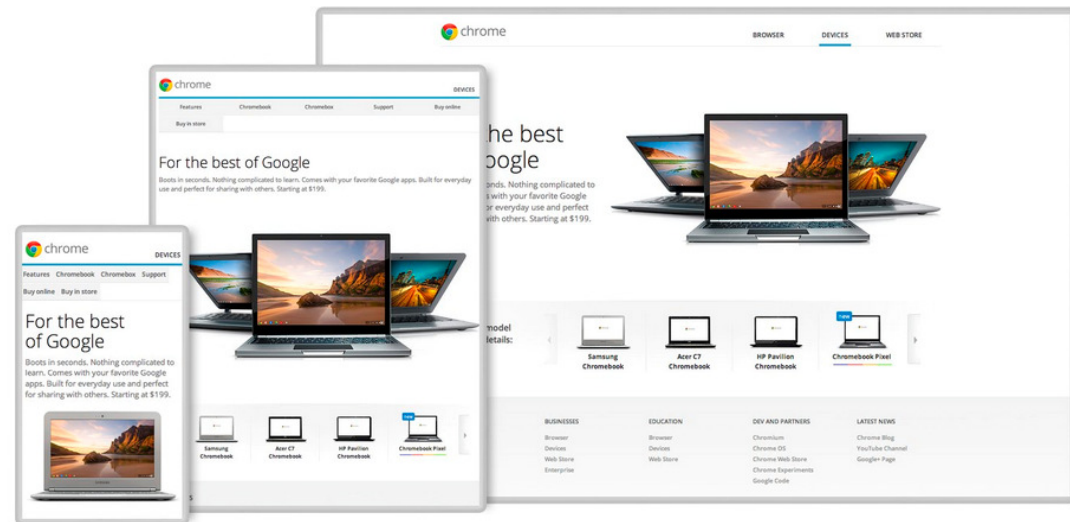 chrome
BROWSER DEVICES WEB STORE
he best
oogle
onds. Nothing complicated to
s with your favorite Google
or everyday use and perfect
with others. Starting at $199.
model
details:
Samsung
Chromebook
Acer C7
Chromebook
HP Pavilion
Chromebook
new
Chromebook Pixel
BUSINESSES
Browser
Devices
Web Store
Enterprise
EDUCATION
Browser
Devices
Web Store
DEV AND PARTNERS
Chromium
Chrome OS
Chrome Web Store
Chrome Experiments
Google Code
LATEST NEWS
Chrome Blog
YouTube Channel
Google+ Page
chrome
DEVICES
Features Chromebook Chromebox Support Buy online
Buy in store
For the best of Google
Boots in seconds. Nothing complicated to learn. Comes with your favorite Google apps. Built for everyday
use and perfect for sharing with others. Starting at $199.
Samsung
Chromebook
Acer C7
Chromebook
HP Pavilion
Chromebook
new
Chromebook Pixel
chrome
DEVICES
Features Chromebook Chromebox Support
Buy online Buy in store
For the best
of Google
Boots in seconds. Nothing complicated to
learn. Comes with your favorite Google
apps. Built for everyday use and perfect
for sharing with others. Starting at $199.